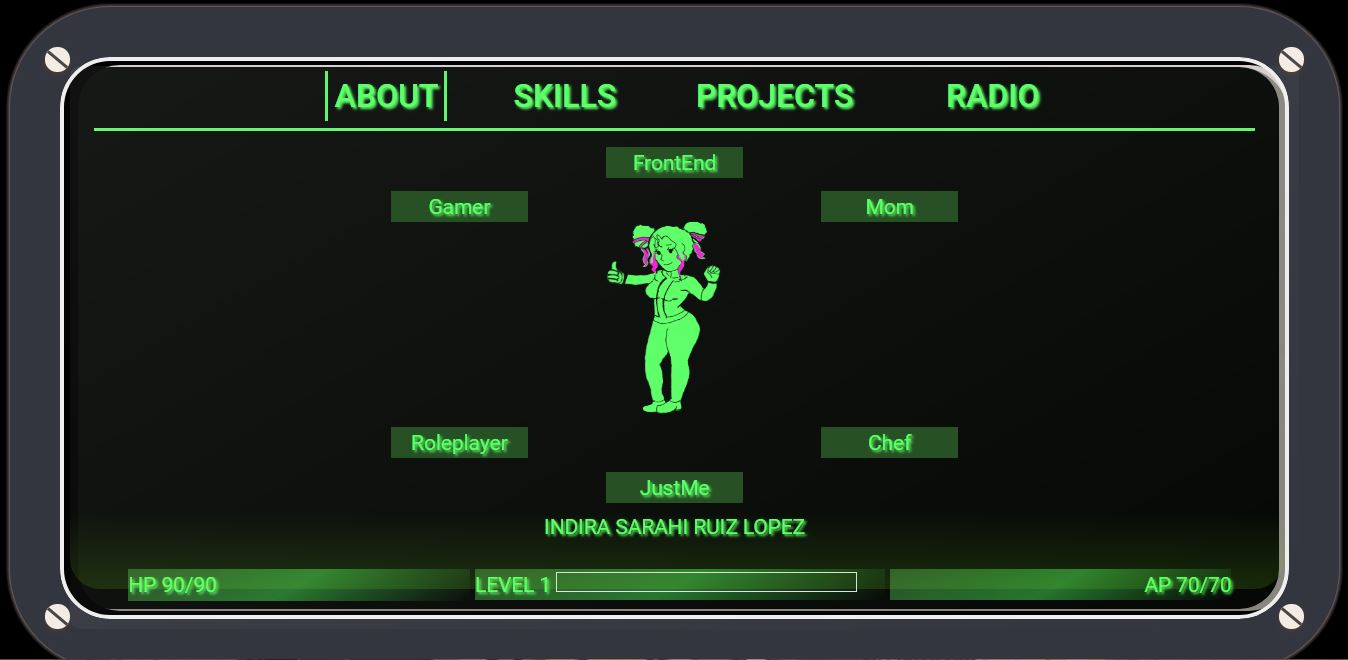 ABOUT SKILLS PROJECTS RADIO
FrontEnd
Gamer Mom
Roleplayer Chef
JustMe
INDIRA SARAHI RUIZ LOPEZ
HP 90/90 LEVEL 1 AP 70/70